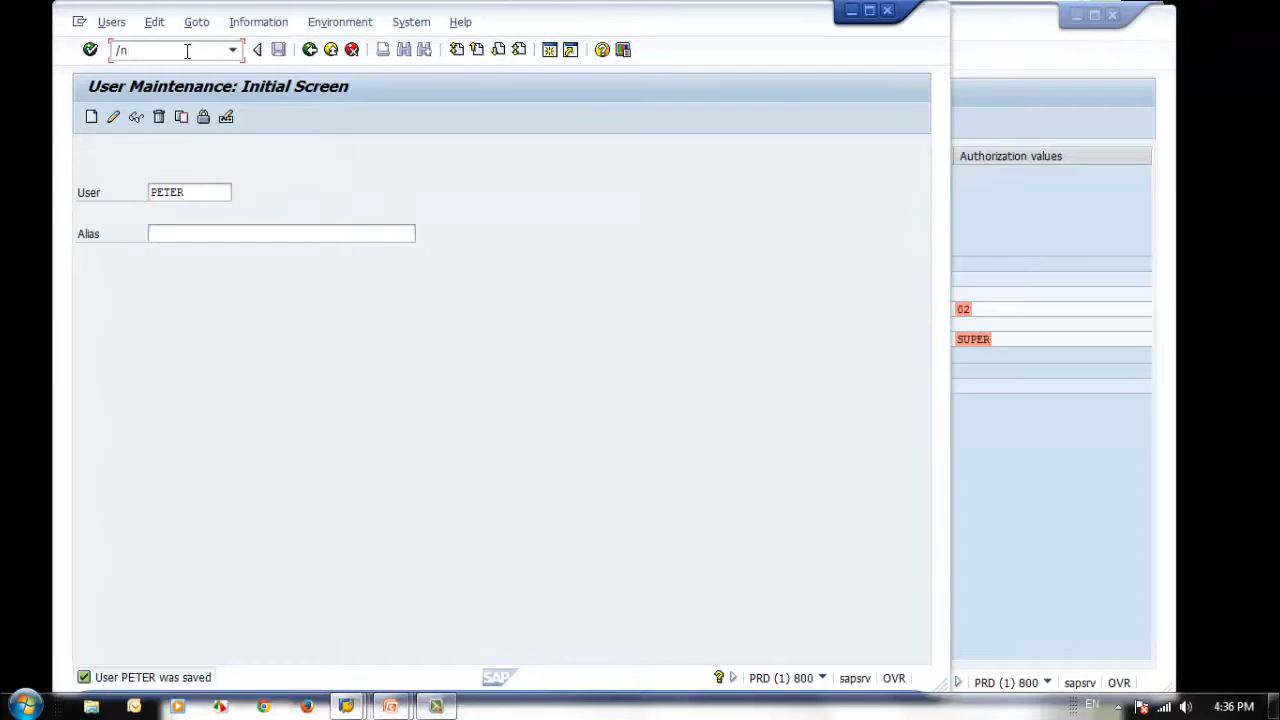 Users Edit Goto Information Environment System Help
/n
User Maintenance: Initial Screen
Authorization values
User PETER
Alias
02
SUPER
User PETER was saved
SAP
PRD (1) 800 sapsrv OVR
PRD (1) 800 sapsrv OVR
EN 4:36 PM